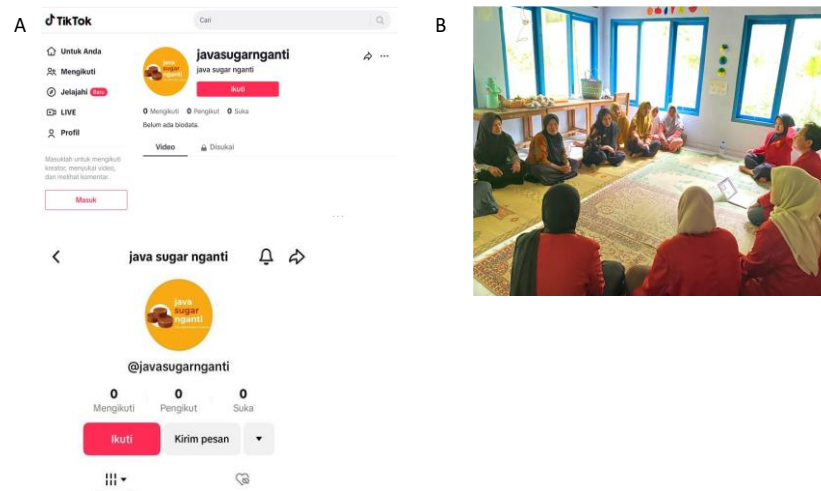 A
B
TikTok
Cari
Untuk Anda
Mengikuti
Jelajahi Baru
LIVE
Profil
Masuklah untuk mengikuti
kreator, menyukai video,
dan melihat komentar.
Masuk
java
sugar
nganti
javasugarnganti
java sugar nganti
Ikuti
0 Mengikuti 0 Pengikut 0 Suka
Belum ada biodata.
Video Disukai
java sugar nganti
java
sugar
nganti
@javasugarnganti
0 0 0
Mengikuti Pengikut Suka
Ikuti Kirim pesan